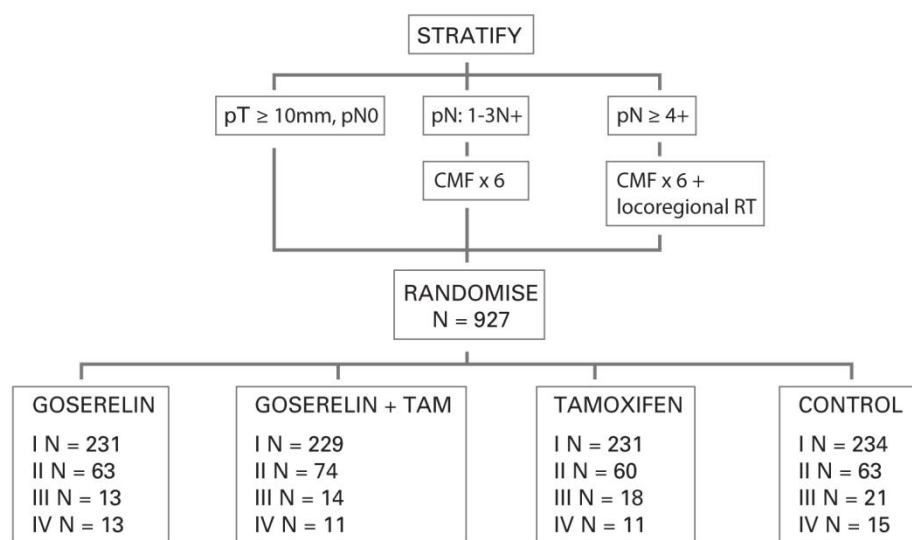 STRATIFY
pT ≥ 10mm, pN0
pN: 1-3N+
pN ≥ 4+
CMF x 6
CMF x 6 +
locoregional RT
RANDOMISE
N = 927
GOSERELIN
I N = 231
II N = 63
III N = 13
IV N = 13
GOSERELIN + TAM
I N = 229
II N = 74
III N = 14
IV N = 11
TAMOXIFEN
I N = 231
II N = 60
III N = 18
IV N = 11
CONTROL
I N = 234
II N = 63
III N = 21
IV N = 15